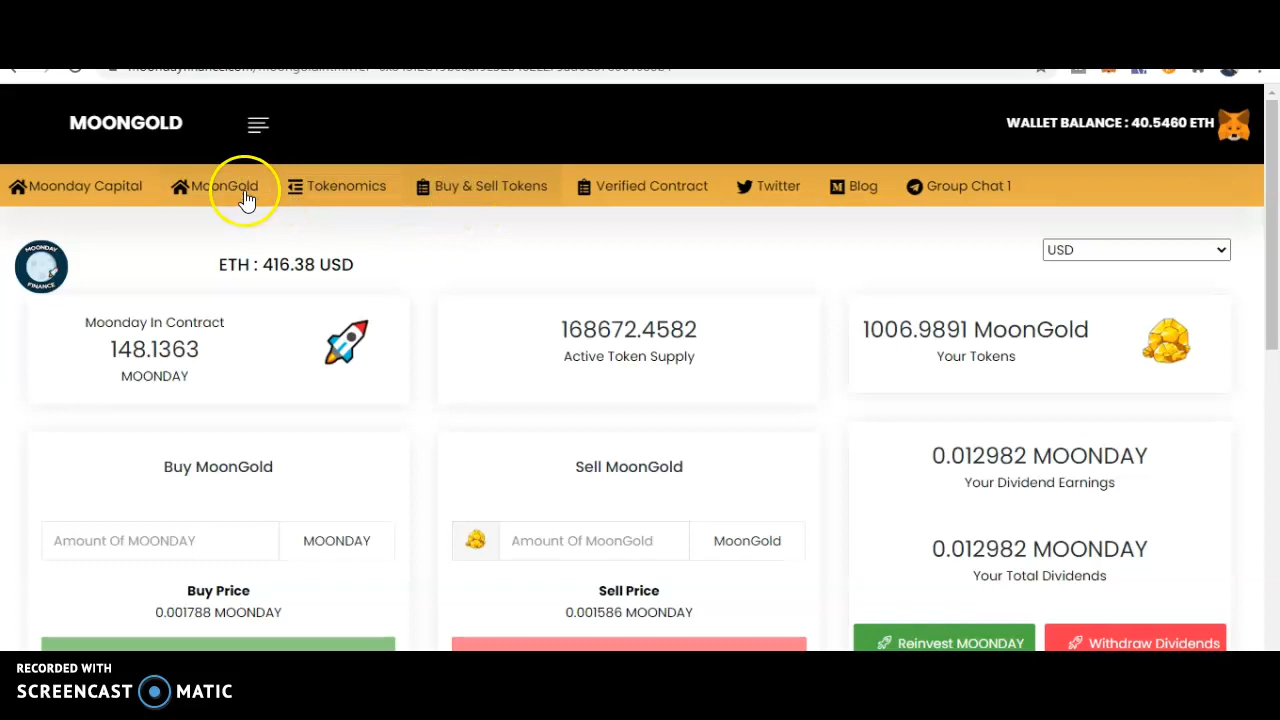 MOONGOLD
WALLET BALANCE : 40.5460 ETH
Moonday Capital
MoonGold
Tokenomics
Buy & Sell Tokens
Verified Contract
Twitter
Blog
Group Chat 1
MOONDAY
FINANCE
ETH : 416.38 USD
USD
Moonday In Contract
148.1363
MOONDAY
168672.4582
Active Token Supply
1006.9891 MoonGold
Your Tokens
Buy MoonGold
Amount Of MOONDAY
MOONDAY
Buy Price
0.001788 MOONDAY
Sell MoonGold
Amount Of MoonGold
MoonGold
Sell Price
0.001586 MOONDAY
0.012982 MOONDAY
Your Dividend Earnings
0.012982 MOONDAY
Your Total Dividends
Reinvest MOONDAY
Withdraw Dividends
RECORDED WITH
SCREENCAST MATIC